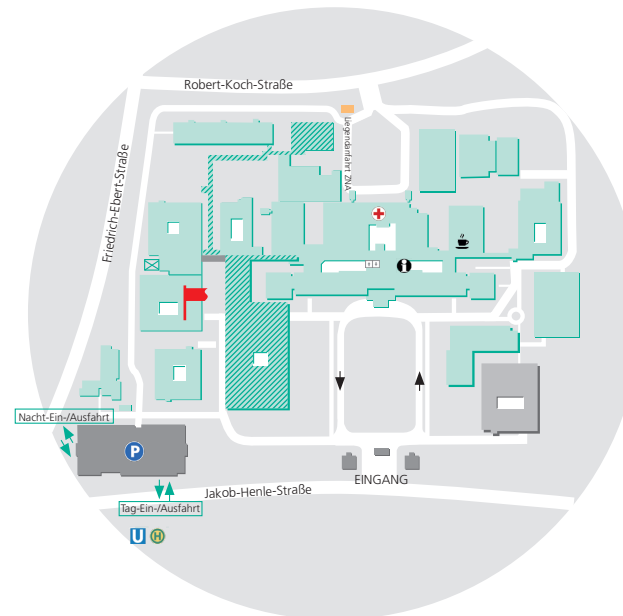 Robert-Koch-Straße
Friedrich-Ebert-Straße
Liegendanfahrt ZNA
Nacht-Ein-/Ausfahrt
P
EINGANG
Jakob-Henle-Straße
Tag-Ein-/Ausfahrt
U H